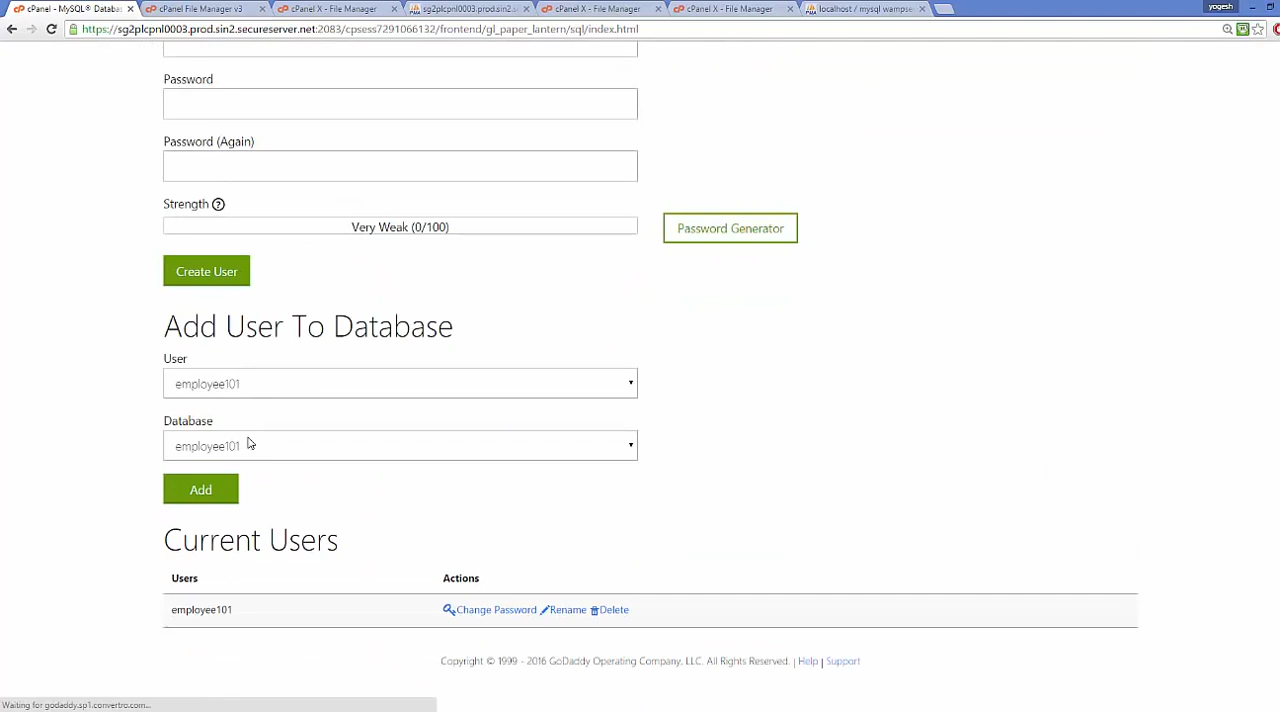 cPanel - MySQL® Databas
cPanel File Manager v3
cPanel X - File Manager
sg2plcpnl0003.prod.sin2.s
cPanel X - File Manager
cPanel X - File Manager
localhost / mysql wampse
yogesh
https://sg2plcpnl0003.prod.sin2.secureserver.net:2083/cpsess7291066132/frontend/gl_paper_lantern/sql/index.html
Password
Password (Again)
Strength
Very Weak (0/100)
Password Generator
Create User
Add User To Database
User
employee101
Database
employee101
Add
Current Users
Users Actions
employee101 Change Password Rename Delete
Copyright © 1999 - 2016 GoDaddy Operating Company, LLC. All Rights Reserved. | Help | Support
Waiting for godaddy.sp1.convertro.com...